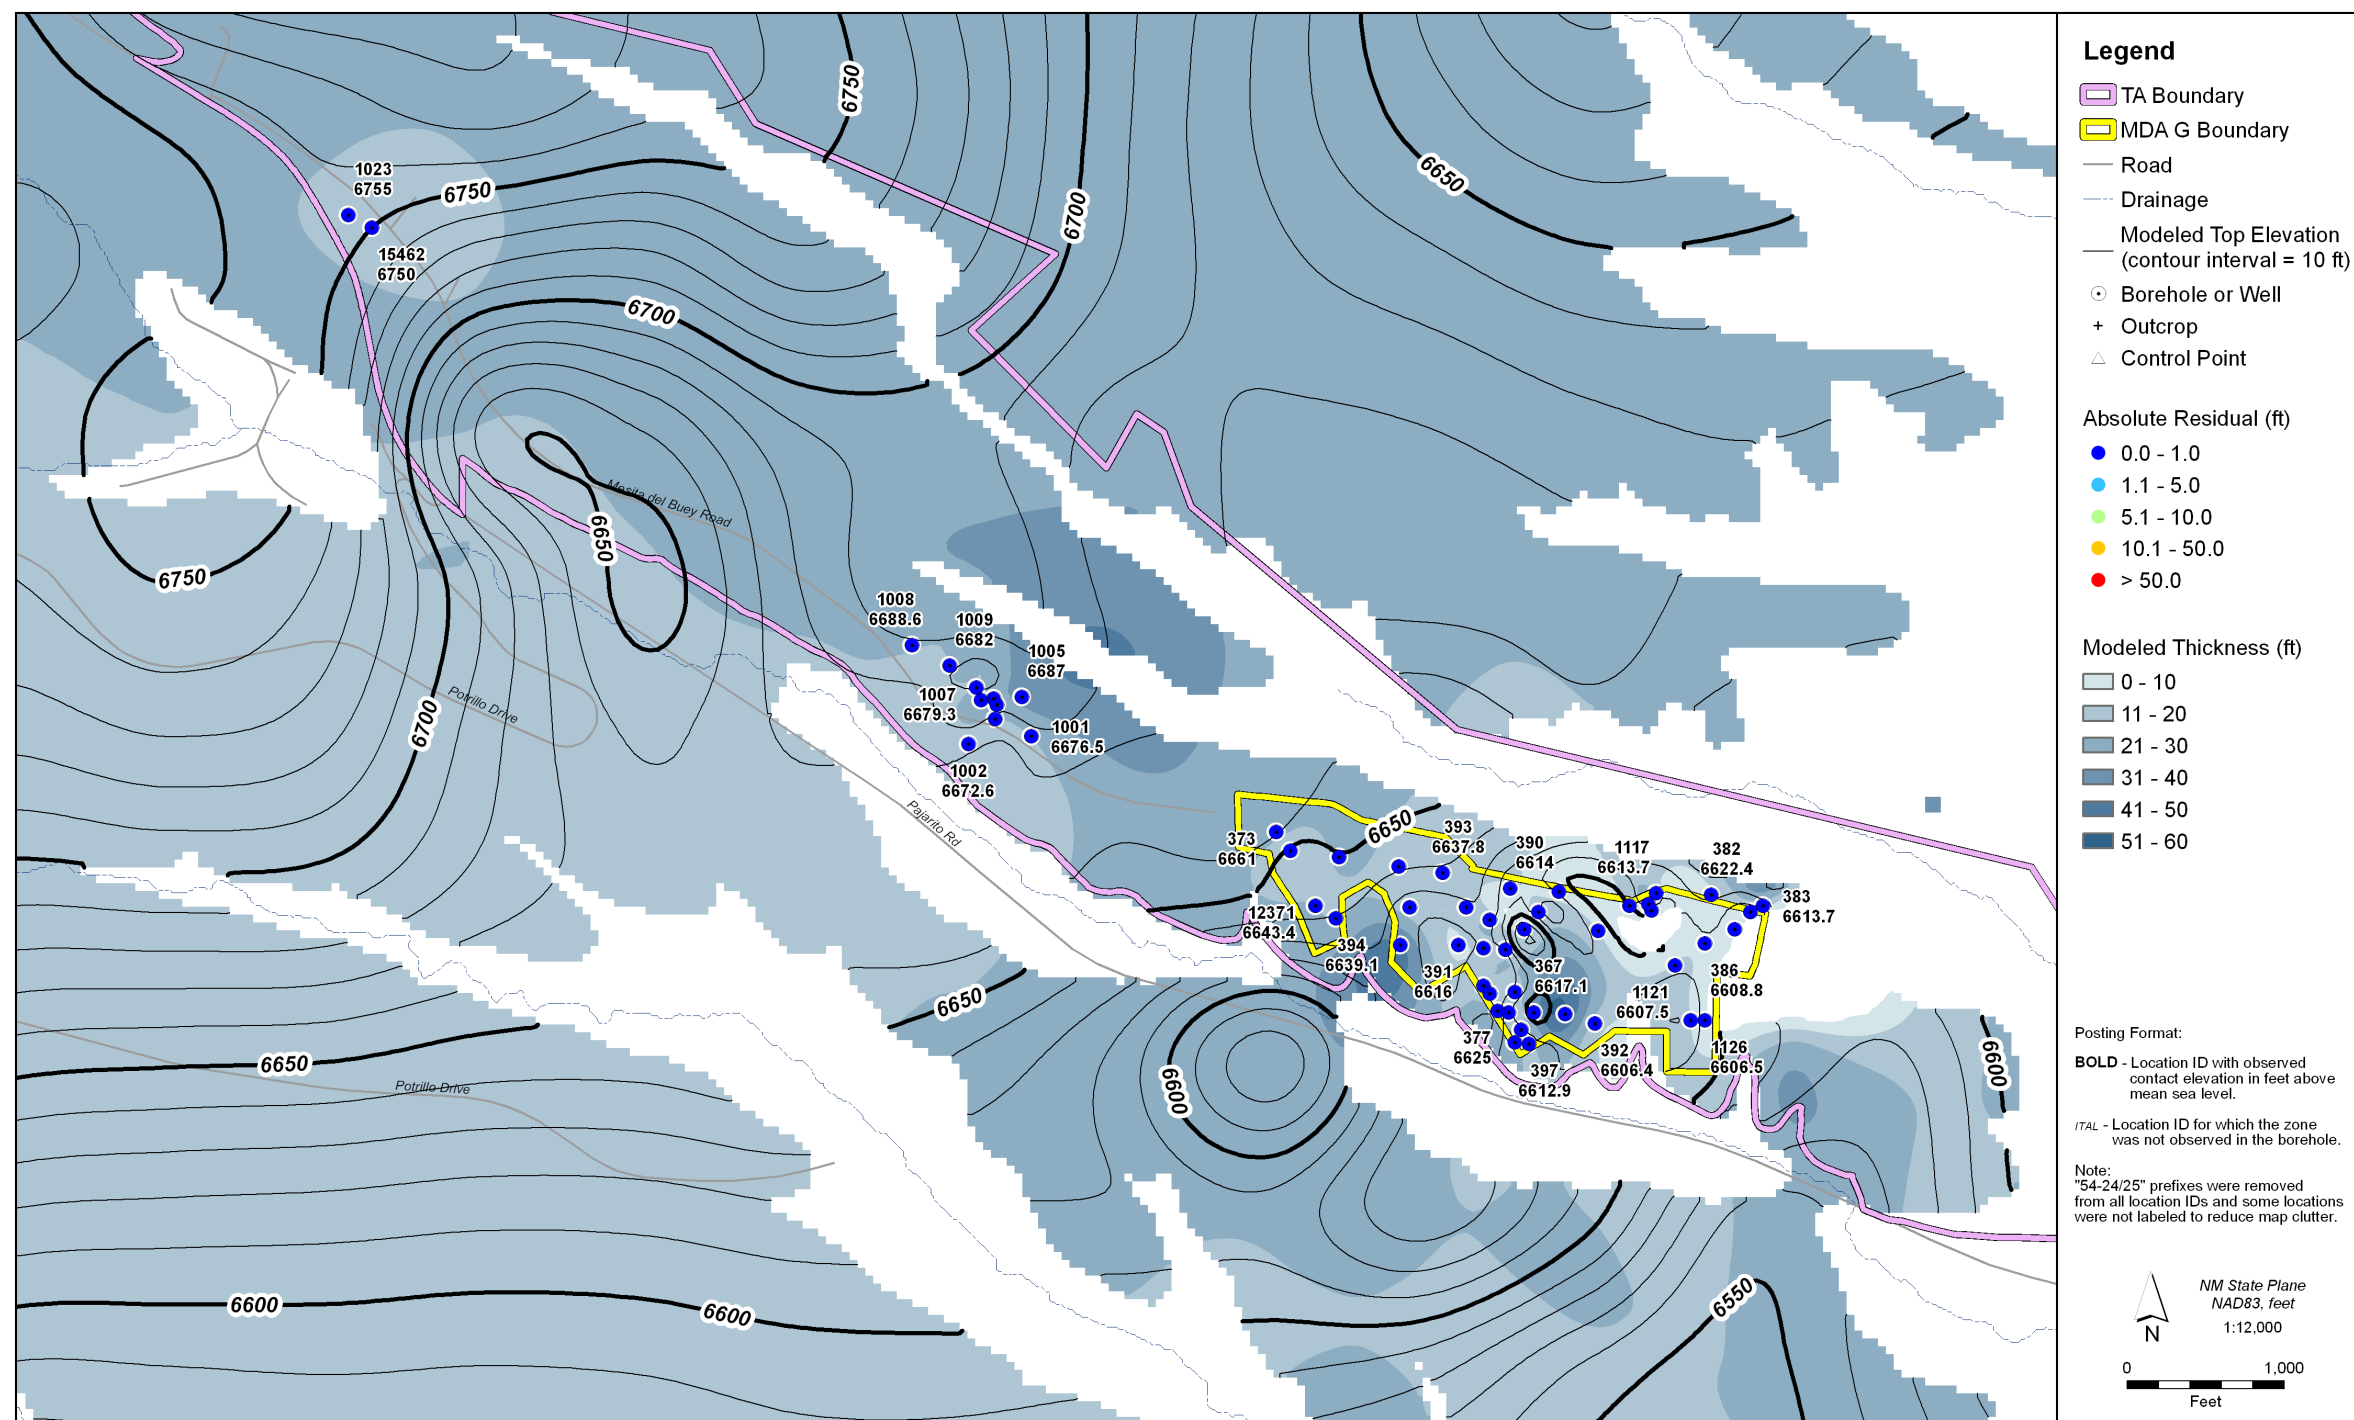 6750
6750
6700
6650
1023
6755
15462
6750
6700
Mesita del Buey Road
6650
6750
1008
6688.6
1009
6682
1005
6687
1007
6679.3
1001
6676.5
1002
6672.6
Potrillo Drive
6700
Pajarito Rd
373
6661
6650
393
6637.8
390
6614
1117
6613.7
382
6622.4
383
6613.7
12371
6643.4
394
6639.1
391
6616
367
6617.1
386
6608.8
1121
6607.5
377
6625
397
6612.9
392
6606.4
1126
6606.5
6650
6650
6600
6600
Potrillo Drive
6600
6600
6550
Legend
TA Boundary
MDA G Boundary
Road
Drainage
Modeled Top Elevation
(contour interval = 10 ft)
Borehole or Well
Outcrop
Control Point
Absolute Residual (ft)
0.0 - 1.0
1.1 - 5.0
5.1 - 10.0
10.1 - 50.0
> 50.0
Modeled Thickness (ft)
0 - 10
11 - 20
21 - 30
31 - 40
41 - 50
51 - 60
Posting Format:
BOLD - Location ID with observed
contact elevation in feet above
mean sea level.
ITAL - Location ID for which the zone
was not observed in the borehole.
Note:
"54-24/25" prefixes were removed
from all location IDs and some locations
were not labeled to reduce map clutter.
N
NM State Plane
NAD83, feet
1:12,000
0 1,000
Feet